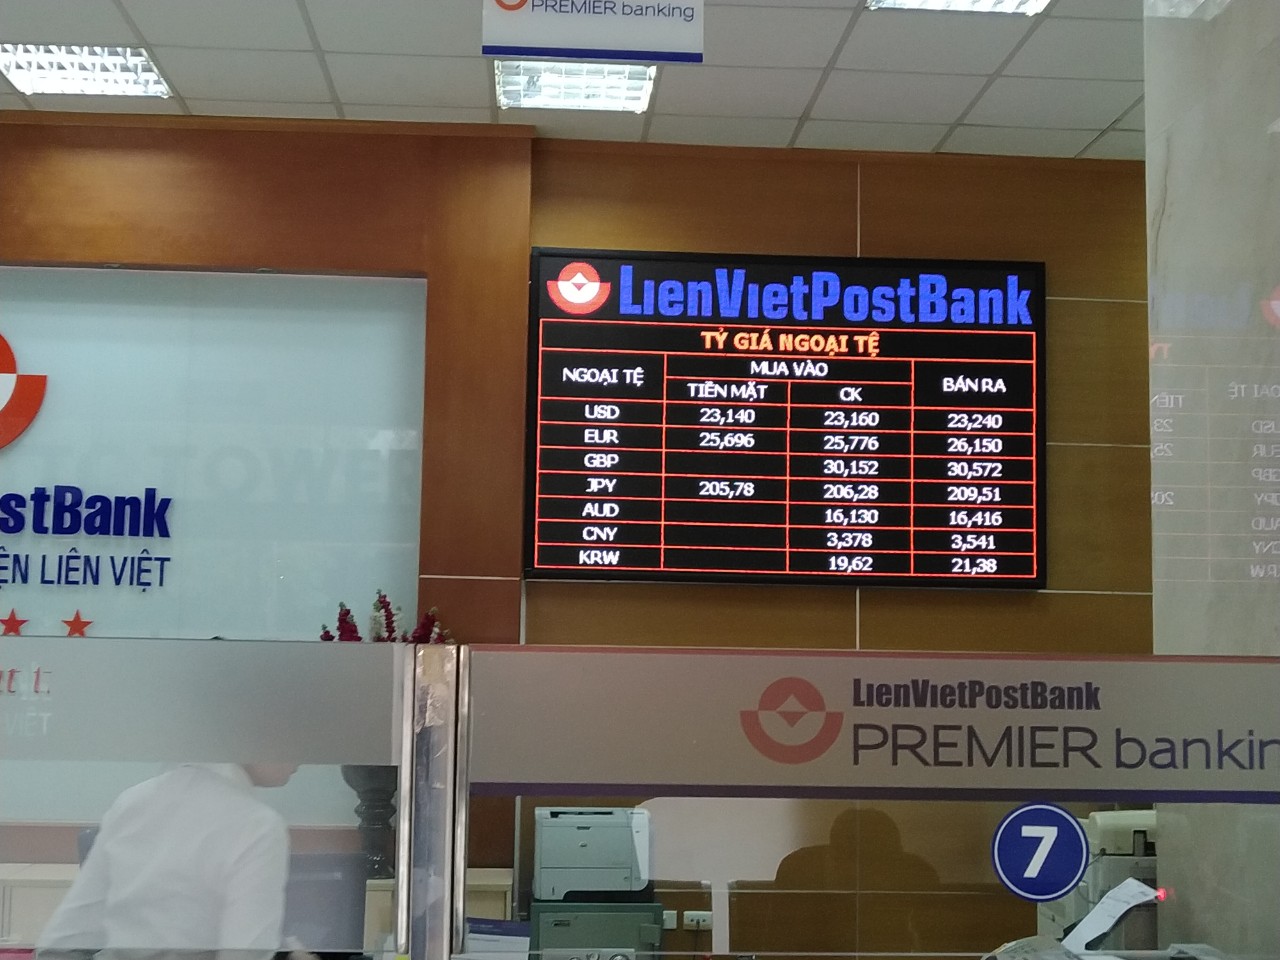 PREMIER banking
LIENVIETPOSTBANK
TỶ GIÁ NGOẠI TỆ
NGOẠI TỆ MUA VÀO BÁN RA
TIỀN MẶT CK
USD 23,140 23,160 23,240
EUR 25,696 25,776 26,150
GBP 30,152 30,572
JPY 205,78 206,28 209,51
AUD 16,130 16,416
CNY 3,378 3,541
KRW 19,62 21,38
stBank
ỆN LIÊN VIỆT
VIỆT
LienVietPostBank
PREMIER bankin
7